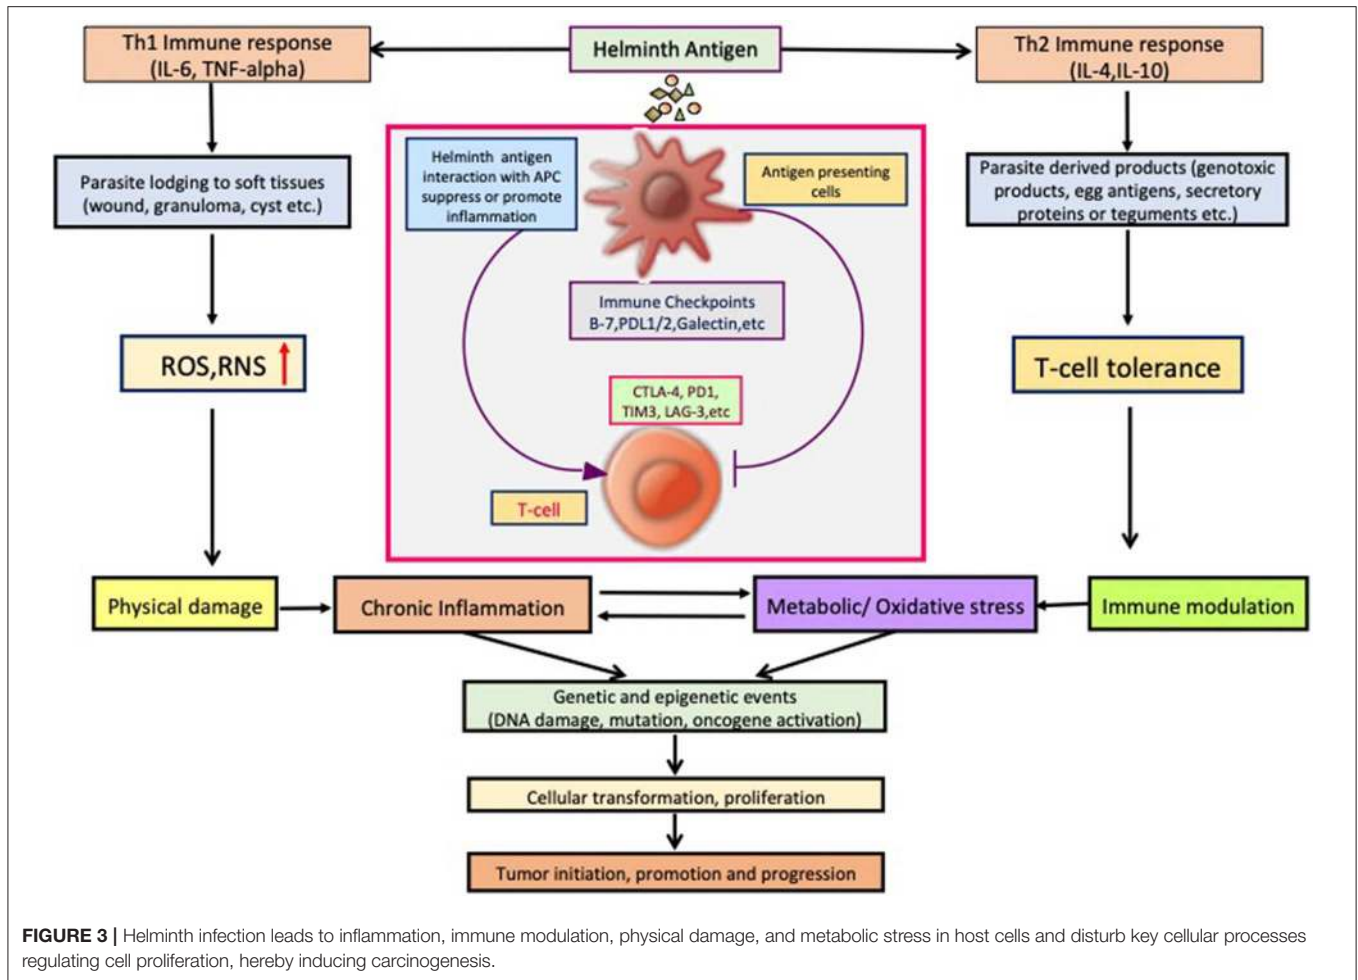 Th1 Immune response
(IL-6, TNF-alpha)
Helminth Antigen
Th2 Immune response
(IL-4,IL-10)
Parasite lodging to soft tissues
(wound, granuloma, cyst etc.)
Helminth antigen
interaction with APC
suppress or promote
inflammation
Antigen presenting
cells
Parasite derived products (genotoxic
products, egg antigens, secretory
proteins or teguments etc.)
Immune Checkpoints
B-7,PDL1/2,Galectin,etc
ROS,RNS
T-cell tolerance
CTLA-4, PD1,
TIM3, LAG-3,etc
T-cell
Physical damage
Chronic Inflammation
Metabolic/ Oxidative stress
Immune modulation
Genetic and epigenetic events
(DNA damage, mutation, oncogene activation)
Cellular transformation, proliferation
Tumor initiation, promotion and progression
FIGURE 3 | Helminth infection leads to inflammation, immune modulation, physical damage, and metabolic stress in host cells and disturb key cellular processes
regulating cell proliferation, hereby inducing carcinogenesis.